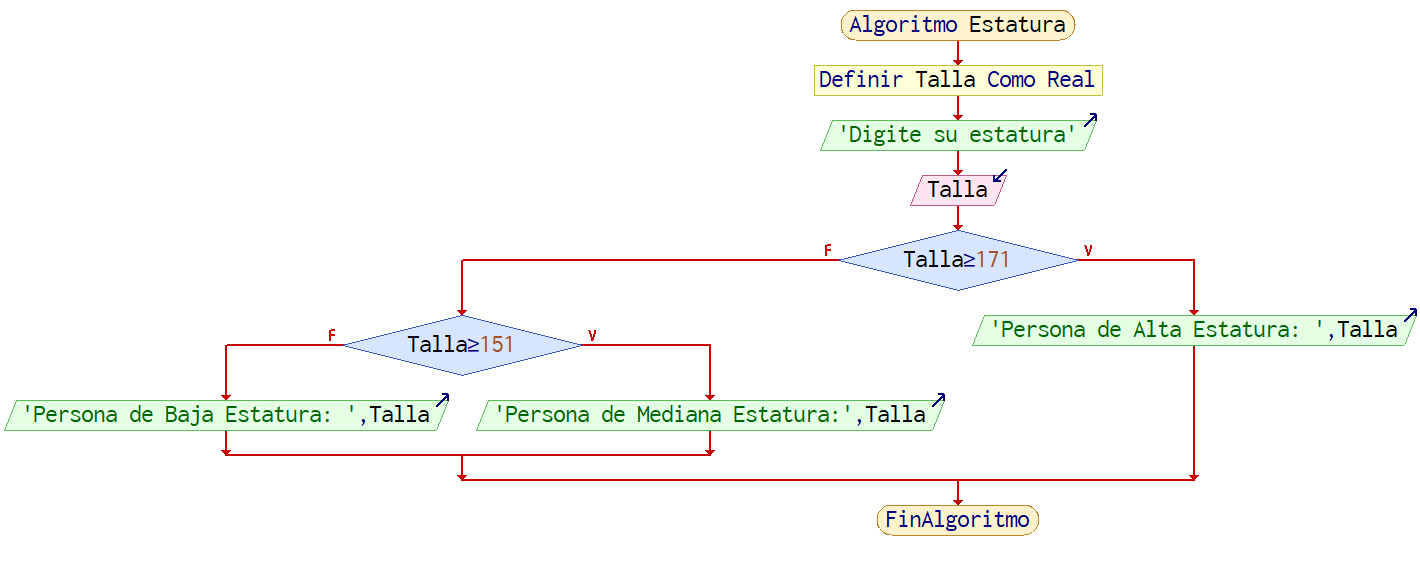 Algoritmo Estatura
Definir Talla Como Real
'Digite su estatura'
Talla
F
Talla≥171
V
F
Talla≥151
V
'Persona de Alta Estatura: ',Talla
'Persona de Baja Estatura: ',Talla
'Persona de Mediana Estatura:',Talla
FinAlgoritmo